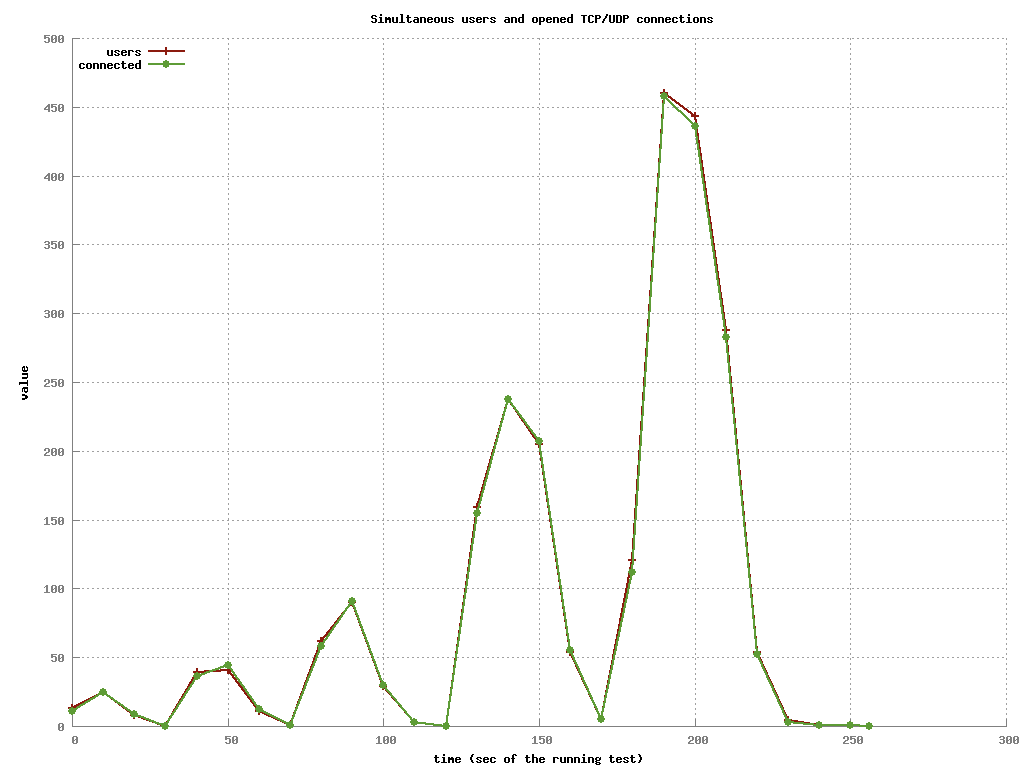 Simultaneous users and opened TCP/UDP connections
500
users
connected
450
400
350
300
250
value
200
150
100
50
0
0 50 100 150 200 250 300
time (sec of the running test)